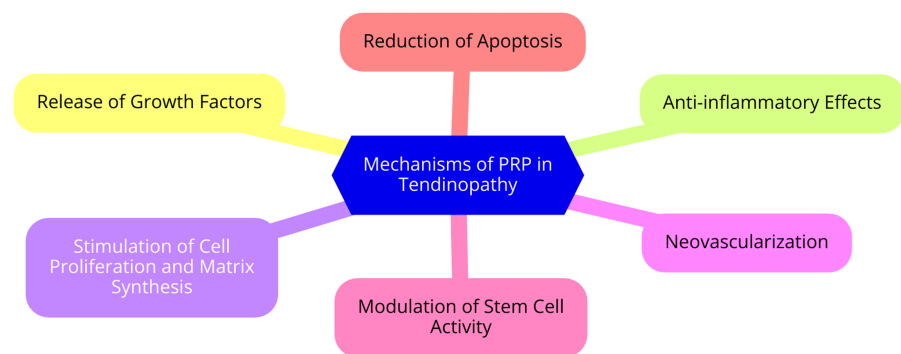 Reduction of Apoptosis
Release of Growth Factors
Anti-inflammatory Effects
Mechanisms of PRP in
Tendinopathy
Stimulation of Cell
Proliferation and Matrix
Synthesis
Neovascularization
Modulation of Stem Cell
Activity